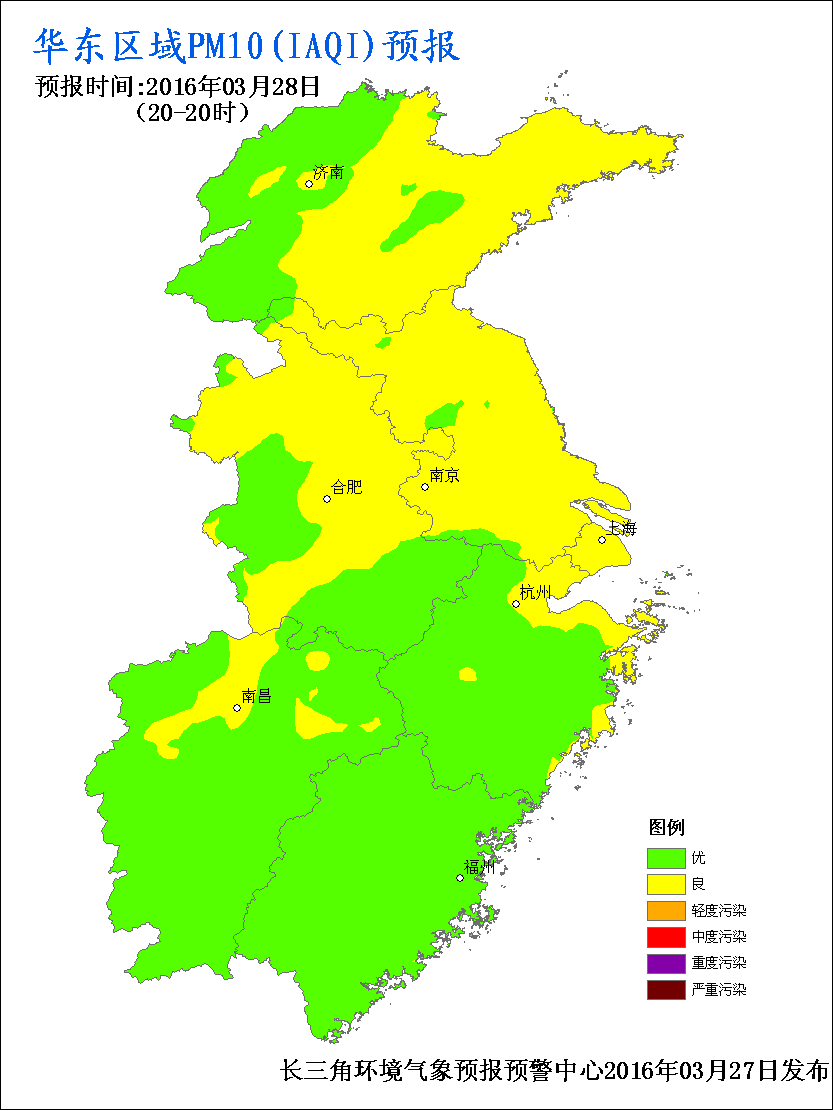 华东区域PM10(IAQI)预报
预报时间:2016年03月28日
(20-20时)
济南
合肥
南京
上海
杭州
南昌
福州
图例
优
良
轻度污染
中度污染
重度污染
严重污染
长三角环境气象预报预警中心2016年03月27日发布